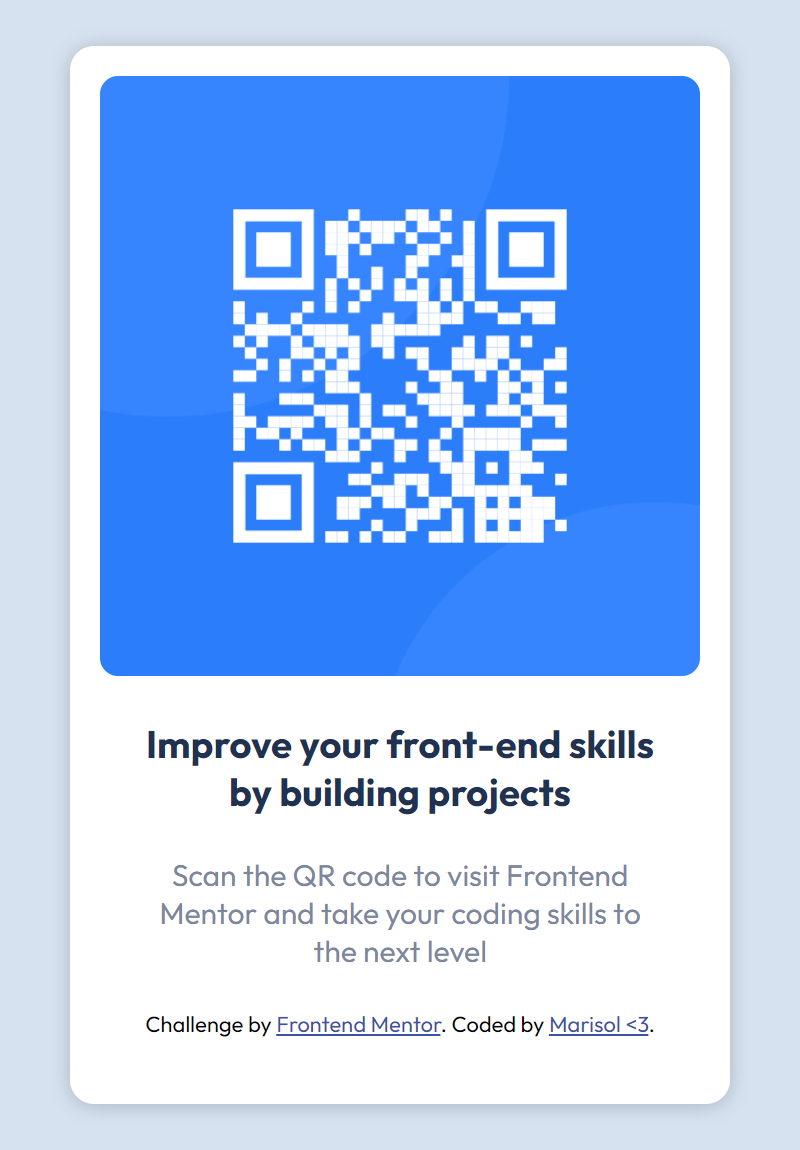 Improve your front-end skills
by building projects
Scan the QR code to visit Frontend
Mentor and take your coding skills to
the next level
Challenge by Frontend Mentor. Coded by Marisol <3.